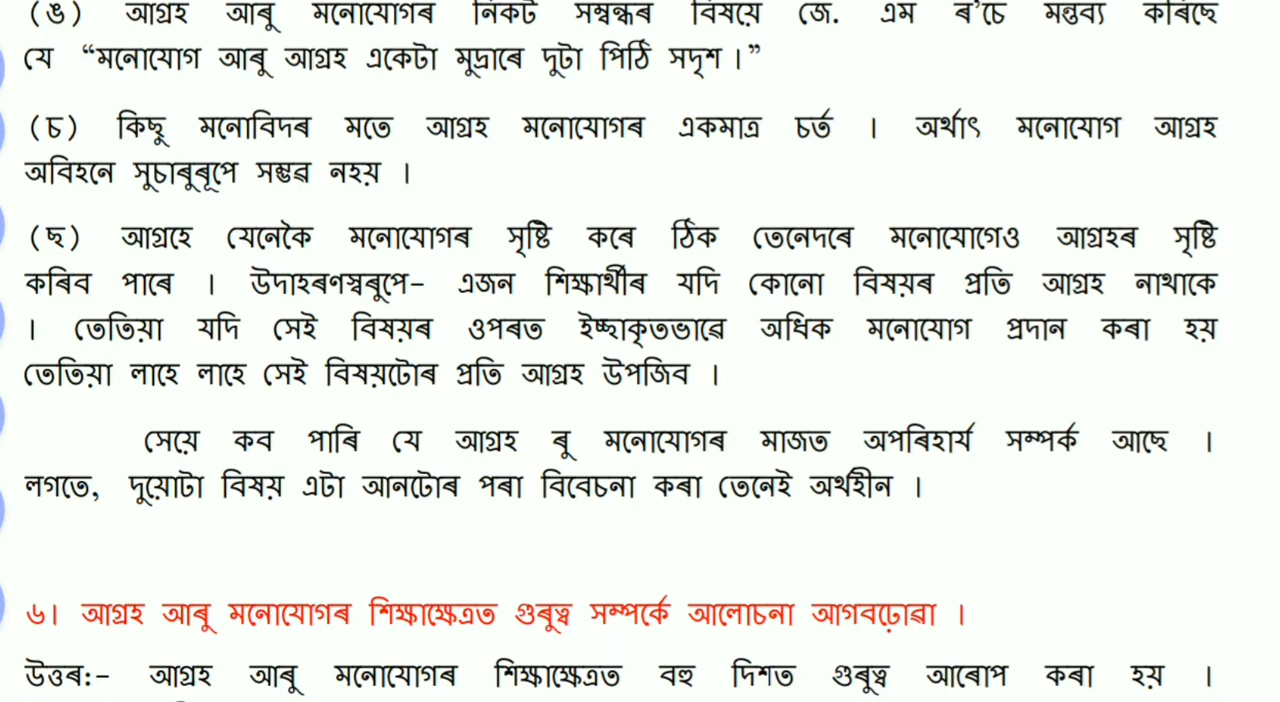 (ঙ) আগ্ৰহ আৰু মনোযোগৰ নিকট সম্বন্ধৰ বিষয়ে জে. এম ৰ'চে মন্তব্য কৰিছে
যে “মনোযোগ আৰু আগ্ৰহ একেটা মুদ্ৰাৰে দুটা পিঠি সদৃশ ।”
(চ) কিছু মনোবিদৰ মতে আগ্ৰহ মনোযোগৰ একমাত্ৰ চৰ্ত । অৰ্থাৎ মনোযোগ আগ্ৰহ
অবিহনে সুচাৰুৰূপে সম্ভৱ নহয় ।
(ছ) আগ্ৰহে যেনেকৈ মনোযোগৰ সৃষ্টি কৰে ঠিক তেনেদৰে মনোযোগেও আগ্ৰহৰ সৃষ্টি
কৰিব পাৰে । উদাহৰণস্বৰুপে- এজন শিক্ষাৰ্থীৰ যদি কোনো বিষয়ৰ প্ৰতি আগ্ৰহ নাথাকে
। তেতিয়া যদি সেই বিষয়ৰ ওপৰত ইচ্ছাকৃতভাৱে অধিক মনোযোগ প্ৰদান কৰা হয়
তেতিয়া লাহে লাহে সেই বিষয়টোৰ প্ৰতি আগ্ৰহ উপজিব ।
সেয়ে কব পাৰি যে আগ্ৰহ ৰু মনোযোগৰ মাজত অপৰিহাৰ্য সম্পৰ্ক আছে ।
লগতে, দুয়োটা বিষয় এটা আনটোৰ পৰা বিবেচনা কৰা তেনেই অৰ্থহীন ।
৬। আগ্ৰহ আৰু মনোযোগৰ শিক্ষাক্ষেত্ৰত গুৰুত্ব সম্পৰ্কে আলোচনা আগবঢ়োৱা ।
উত্তৰ:- আগ্ৰহ আৰু মনোযোগৰ শিক্ষাক্ষেত্ৰত বহু দিশত গুৰুত্ব আৰোপ কৰা হয় ।